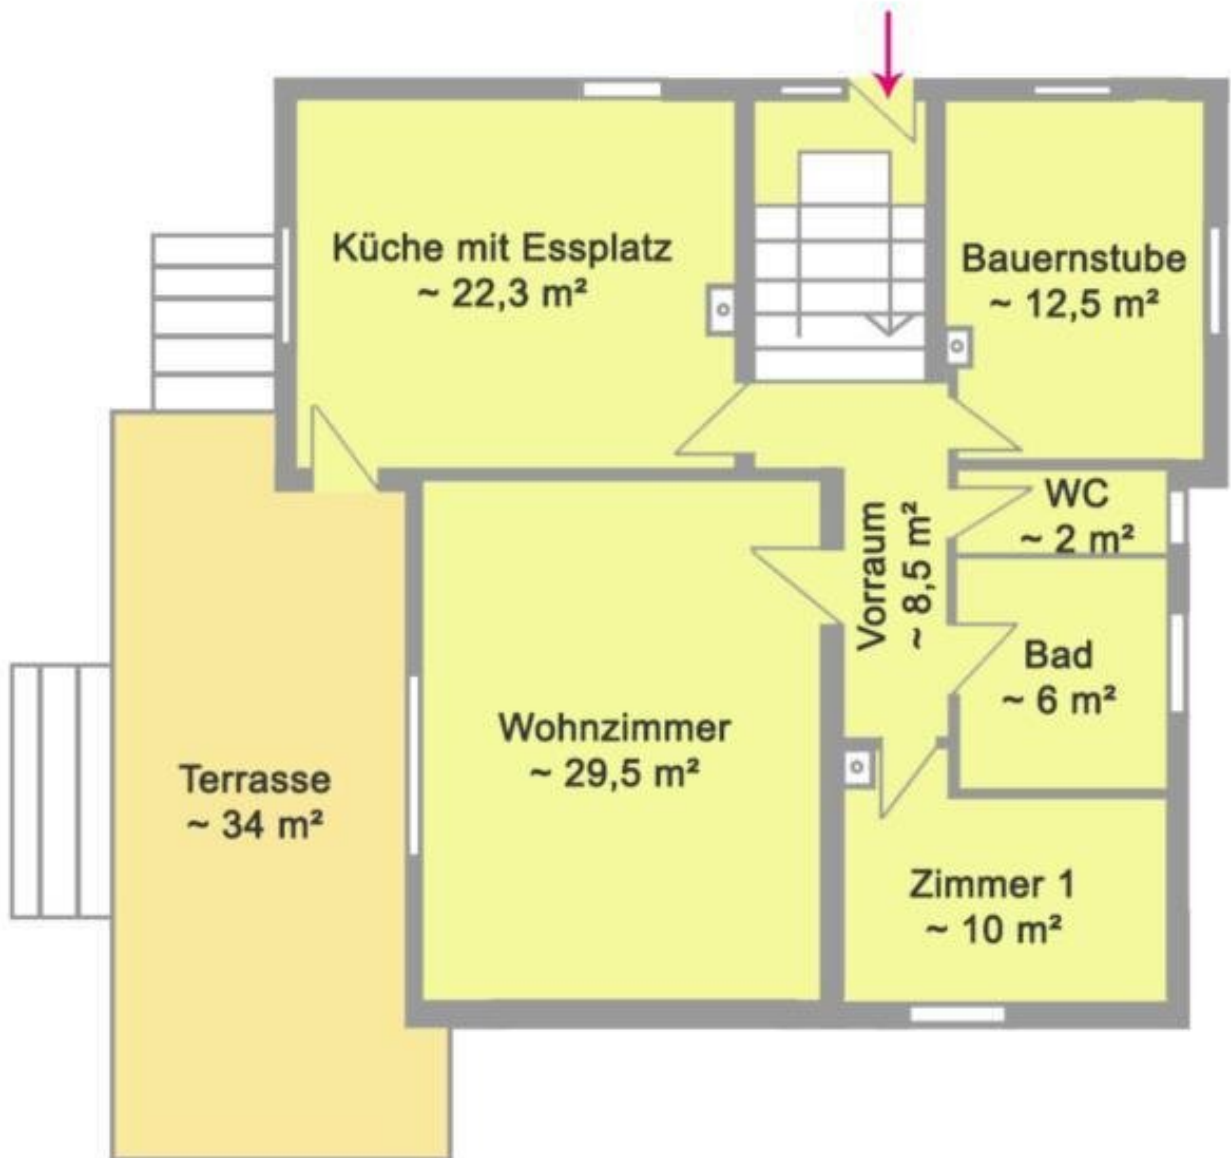 Küche mit Essplatz
~ 22,3 m²
Bauernstube
~ 12,5 m²
WC
~ 2 m²
Vorraum
~ 8,5 m²
Bad
~ 6 m²
Wohnzimmer
~ 29,5 m²
Terrasse
~ 34 m²
Zimmer 1
~ 10 m²